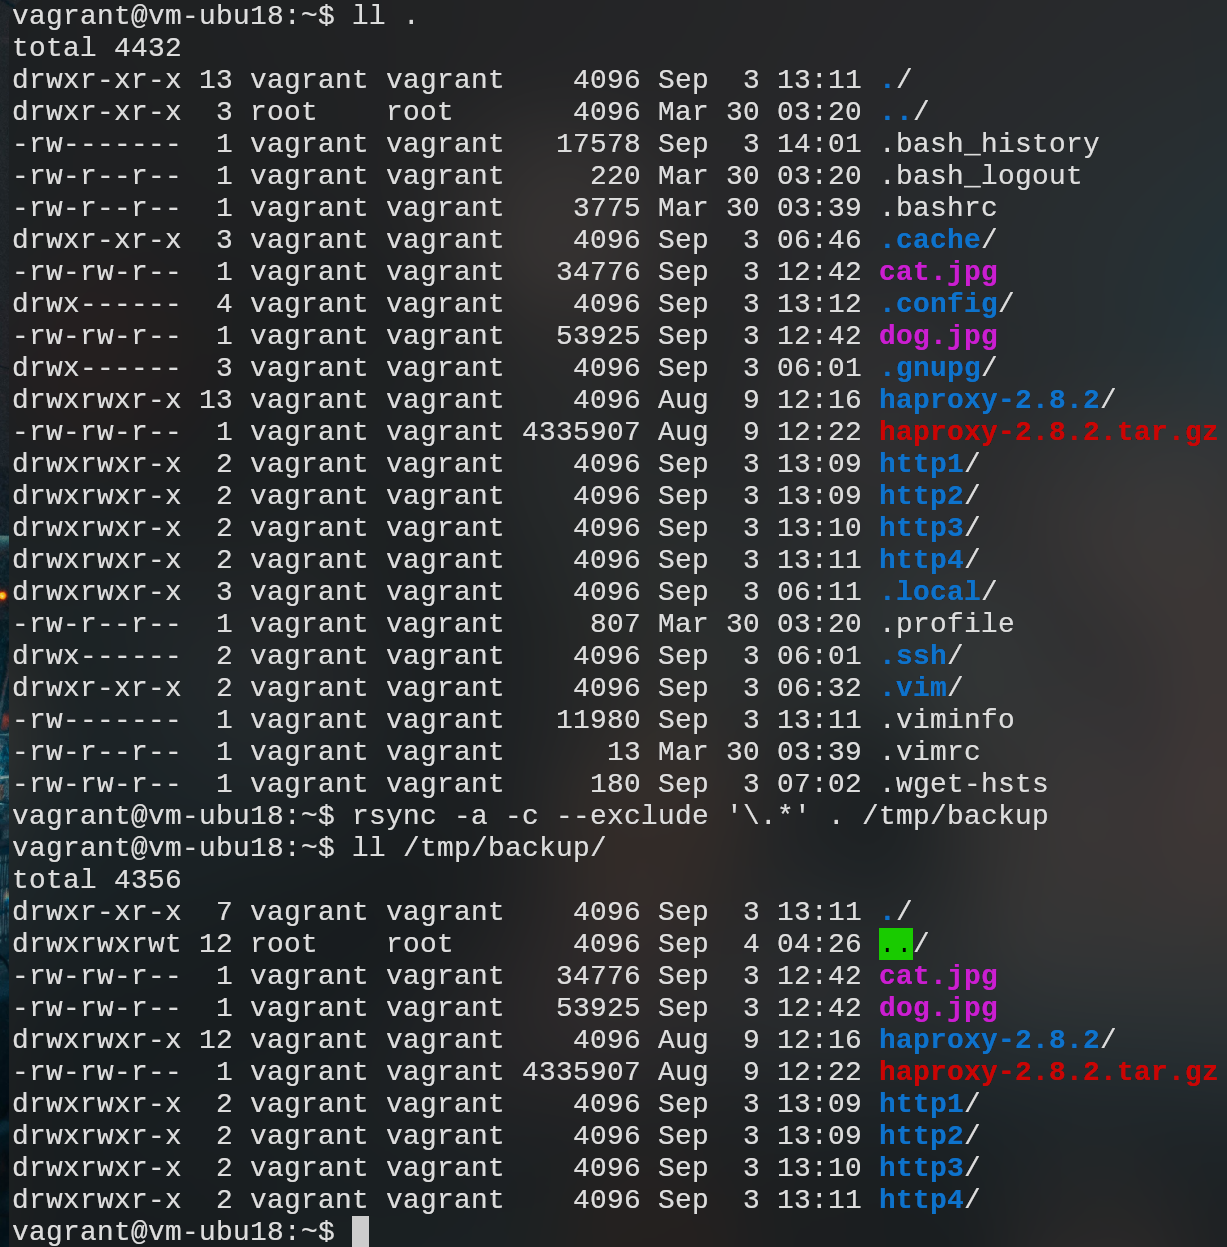 vagrant@vm-ubu18:~$ ll .
total 4432
drwxr-xr-x 13 vagrant vagrant    4096 Sep  3 13:11 ./
drwxr-xr-x  3 root    root       4096 Mar 30 03:20 ../
-rw-------  1 vagrant vagrant   17578 Sep  3 14:01 .bash_history
-rw-r--r--  1 vagrant vagrant     220 Mar 30 03:20 .bash_logout
-rw-r--r--  1 vagrant vagrant    3775 Mar 30 03:39 .bashrc
drwxr-xr-x  3 vagrant vagrant    4096 Sep  3 06:46 .cache/
-rw-rw-r--  1 vagrant vagrant   34776 Sep  3 12:42 cat.jpg
drwx------  4 vagrant vagrant    4096 Sep  3 13:12 .config/
-rw-rw-r--  1 vagrant vagrant   53925 Sep  3 12:42 dog.jpg
drwx------  3 vagrant vagrant    4096 Sep  3 06:01 .gnupg/
drwxrwxr-x 13 vagrant vagrant    4096 Aug  9 12:16 haproxy-2.8.2/
-rw-rw-r--  1 vagrant vagrant 4335907 Aug  9 12:22 haproxy-2.8.2.tar.gz
drwxrwxr-x  2 vagrant vagrant    4096 Sep  3 13:09 http1/
drwxrwxr-x  2 vagrant vagrant    4096 Sep  3 13:09 http2/
drwxrwxr-x  2 vagrant vagrant    4096 Sep  3 13:10 http3/
drwxrwxr-x  2 vagrant vagrant    4096 Sep  3 13:11 http4/
drwxrwxr-x  3 vagrant vagrant    4096 Sep  3 06:11 .local/
-rw-r--r--  1 vagrant vagrant     807 Mar 30 03:20 .profile
drwx------  2 vagrant vagrant    4096 Sep  3 06:01 .ssh/
drwxr-xr-x  2 vagrant vagrant    4096 Sep  3 06:32 .vim/
-rw-------  1 vagrant vagrant   11980 Sep  3 13:11 .viminfo
-rw-r--r--  1 vagrant vagrant      13 Mar 30 03:39 .vimrc
-rw-rw-r--  1 vagrant vagrant     180 Sep  3 07:02 .wget-hsts
vagrant@vm-ubu18:~$ rsync -a -c --exclude '\.*' . /tmp/backup
vagrant@vm-ubu18:~$ ll /tmp/backup/
total 4356
drwxr-xr-x  7 vagrant vagrant    4096 Sep  3 13:11 ./
drwxrwxrwt 12 root    root       4096 Sep  4 04:26 ../
-rw-rw-r--  1 vagrant vagrant   34776 Sep  3 12:42 cat.jpg
-rw-rw-r--  1 vagrant vagrant   53925 Sep  3 12:42 dog.jpg
drwxrwxr-x 12 vagrant vagrant    4096 Aug  9 12:16 haproxy-2.8.2/
-rw-rw-r--  1 vagrant vagrant 4335907 Aug  9 12:22 haproxy-2.8.2.tar.gz
drwxrwxr-x  2 vagrant vagrant    4096 Sep  3 13:09 http1/
drwxrwxr-x  2 vagrant vagrant    4096 Sep  3 13:09 http2/
drwxrwxr-x  2 vagrant vagrant    4096 Sep  3 13:10 http3/
drwxrwxr-x  2 vagrant vagrant    4096 Sep  3 13:11 http4/
vagrant@vm-ubu18:~$